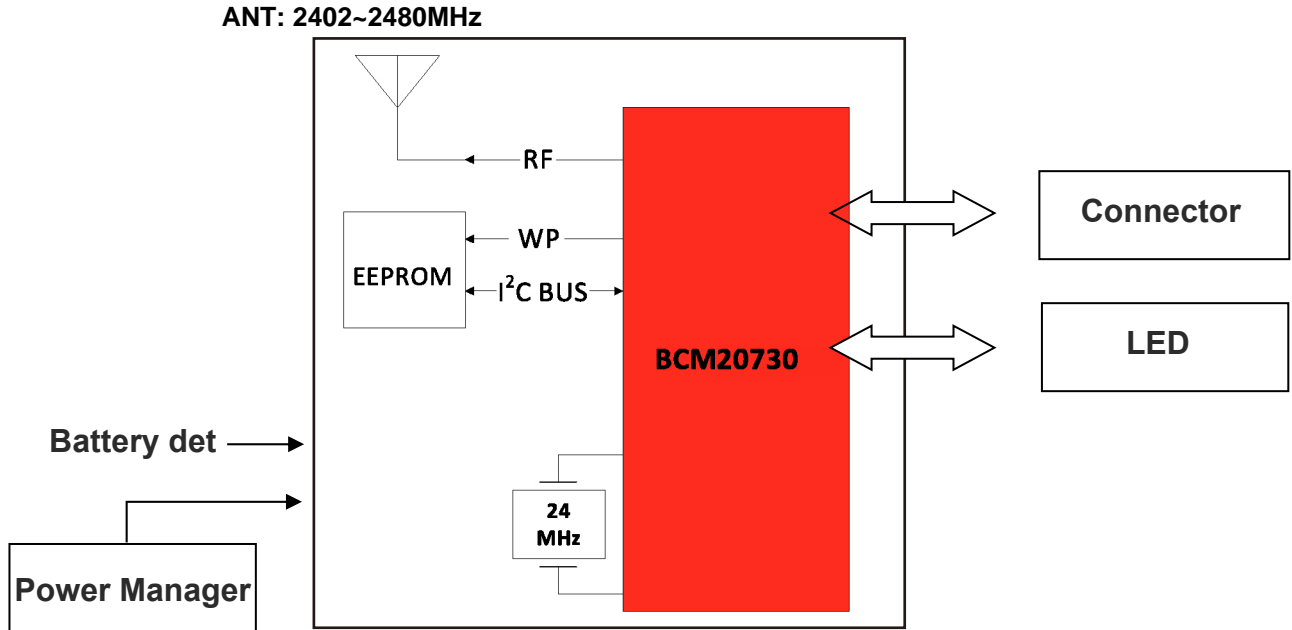 ANT: 2402~2480MHz
RF
WP
EEPROM
I²C BUS
BCM20730
Connector
LED
Battery det
24
MHz
Power Manager